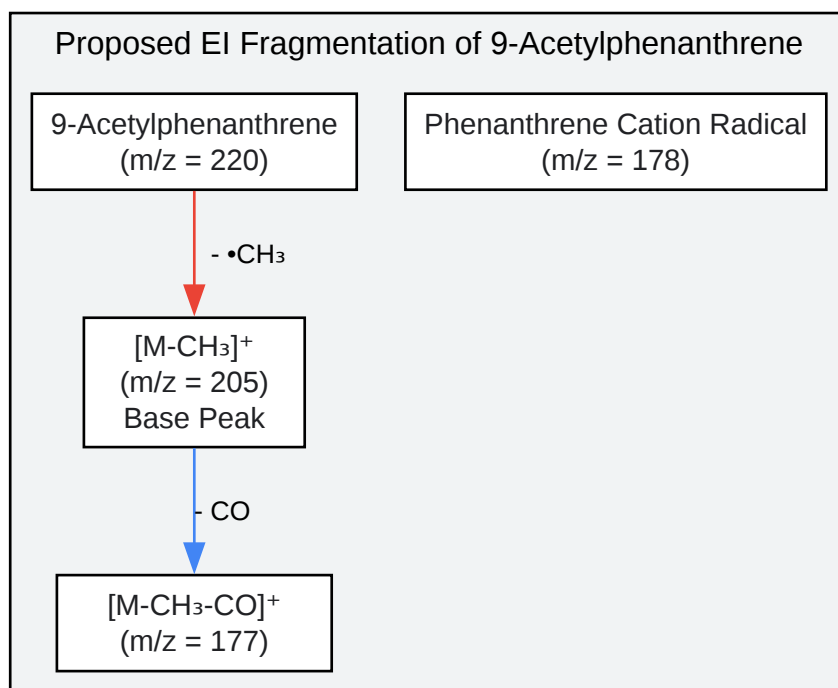 Proposed EI Fragmentation of 9-Acetylphenanthrene
9-Acetylphenanthrene
(m/z = 220)
Phenanthrene Cation Radical
(m/z = 178)
- •CH₃
[M-CH₃]⁺
(m/z = 205)
Base Peak
- CO
[M-CH₃-CO]⁺
(m/z = 177)